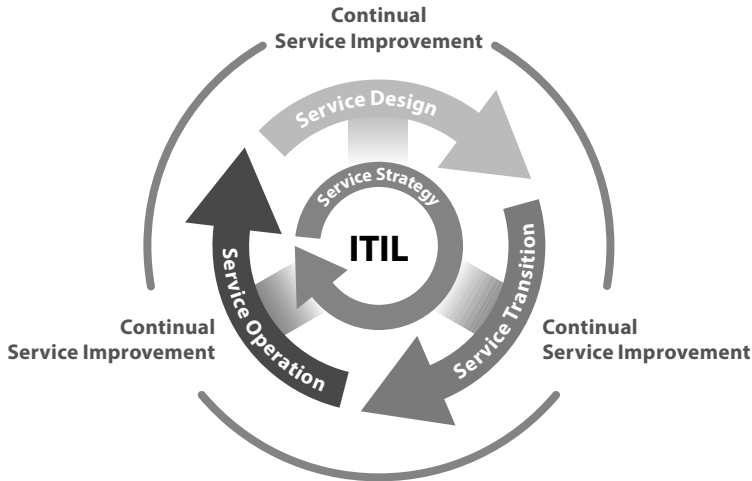 Continual
Service Improvement
Service Design
Service Strategy
ITIL
Service Transition
Service Operation
Continual
Service Improvement
Continual
Service Improvement